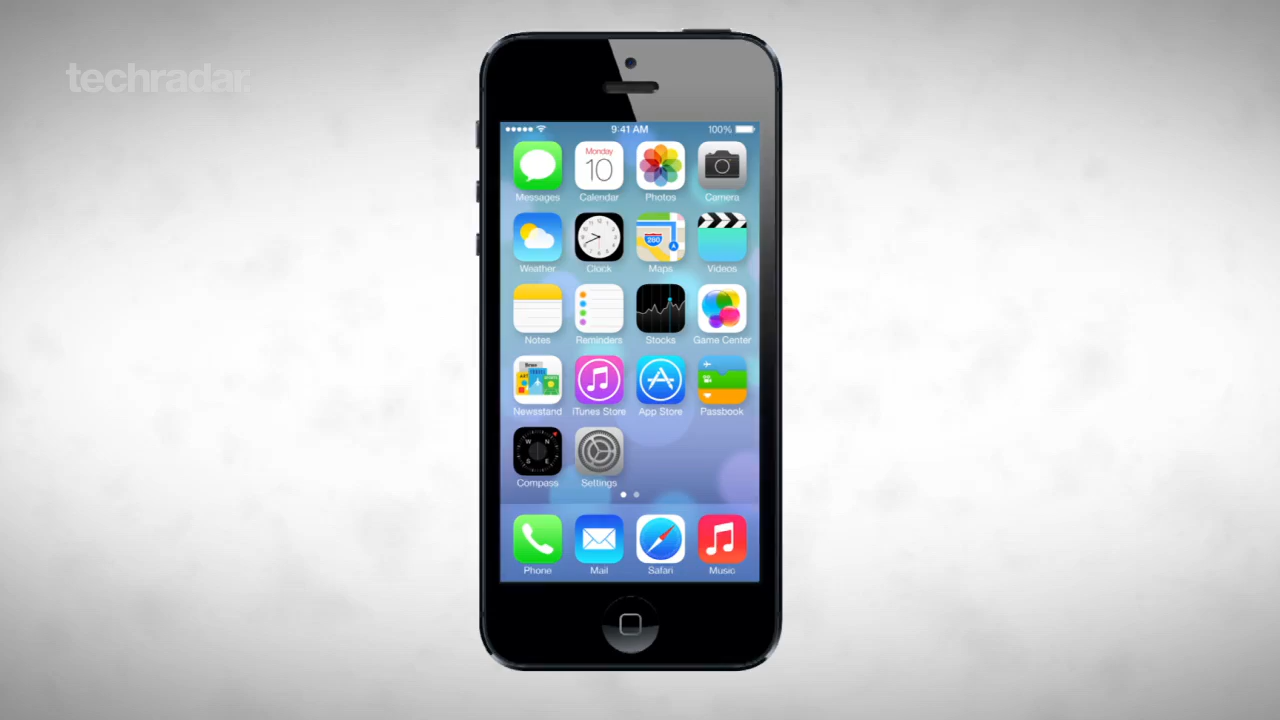 techradar.
9:41 AM 100%
Monday
10
Messages Calendar Photos Camera
280
Weather Clock Maps Videos
Notes Reminders Stocks Game Center
Newsstand iTunes Store App Store Passbook
W N
S E
Compass Settings
Phone Mail Safari Music